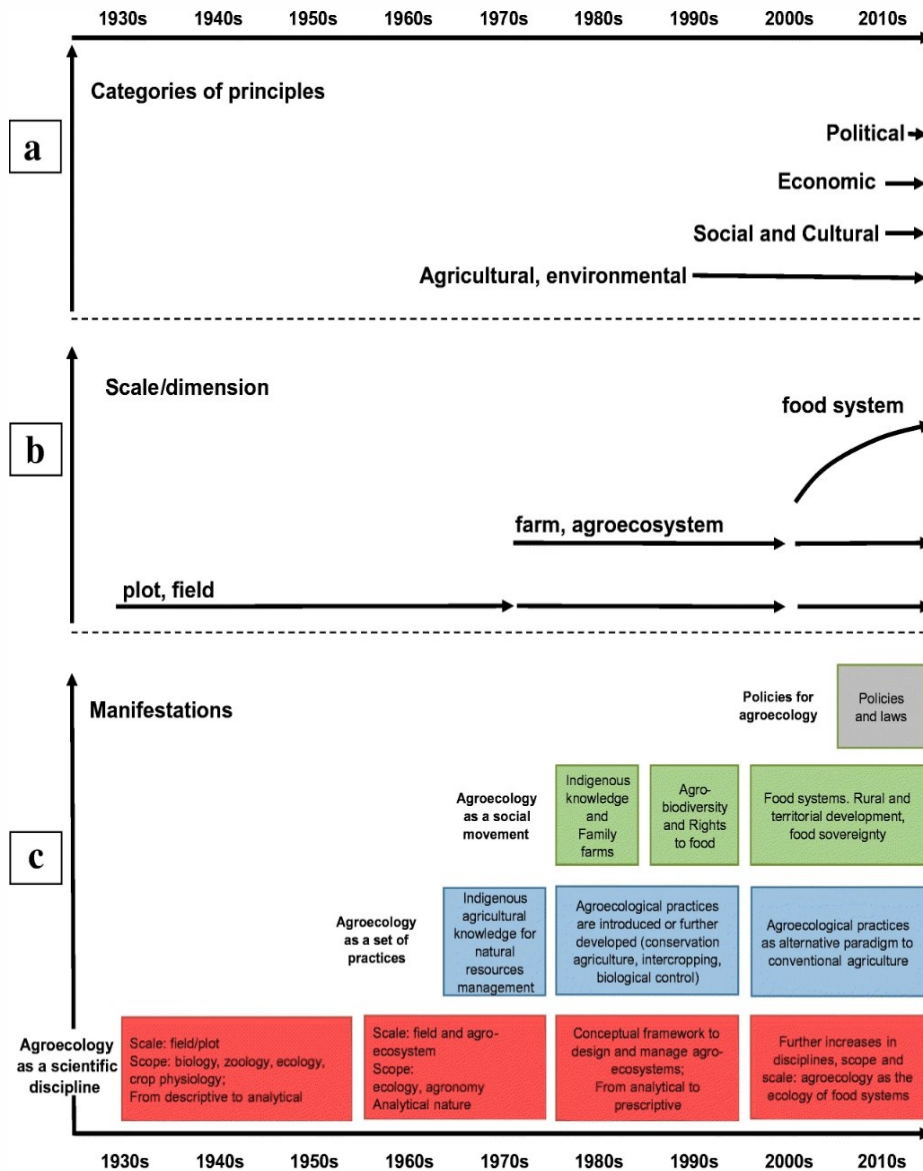 1930s 1940s 1950s 1960s 1970s 1980s 1990s 2000s 2010s
a
Categories of principles
Political
Economic
Social and Cultural
Agricultural, environmental
b
Scale/dimension
food system
farm, agroecosystem
plot, field
c
Manifestations
Policies for
agroecology
Policies
and laws
Agroecology
as a social
movement
Indigenous
knowledge
and
Family
farms
Agro-
biodiversity
and Rights
to food
Food systems. Rural and
territorial development,
food sovereignty
Agroecology
as a set of
practices
Indigenous
agricultural
knowledge for
natural
resources
management
Agroecological practices
are introduced or further
developed (conservation
agriculture, intercropping,
biological control)
Agroecological practices
as alternative paradigm to
conventional agriculture
Agroecology
as a scientific
discipline
Scale: field/plot
Scope: biology, zoology, ecology,
crop physiology;
From descriptive to analytical
Scale: field and agro-
ecosystem
Scope:
ecology, agronomy
Analytical nature
Conceptual framework to
design and manage agro-
ecosystems;
From analytical to
prescriptive
Further increases in
disciplines, scope and
scale: agroecology as the
ecology of food systems
1930s 1940s 1950s 1960s 1970s 1980s 1990s 2000s 2010s